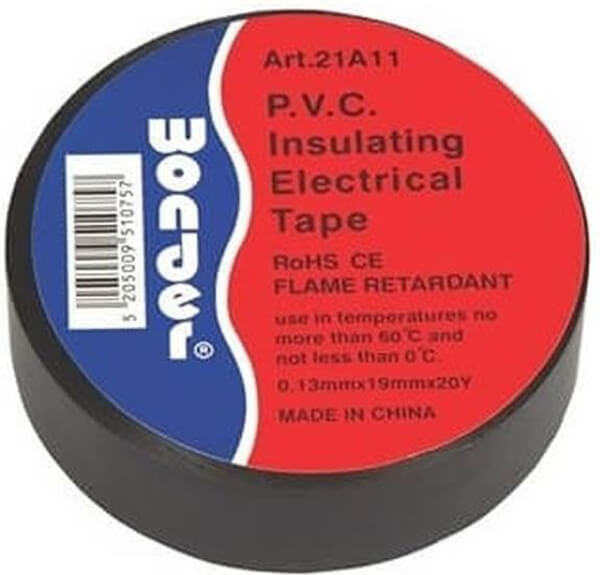 wonder®
5 205009 510757
Art.21A11
P.V.C.
Insulating
Electrical
Tape
RoHS CE
FLAME RETARDANT
use in temperatures no
more than 60°C and
not less than 0°C.
0.13mmx19mmx20Y
MADE IN CHINA